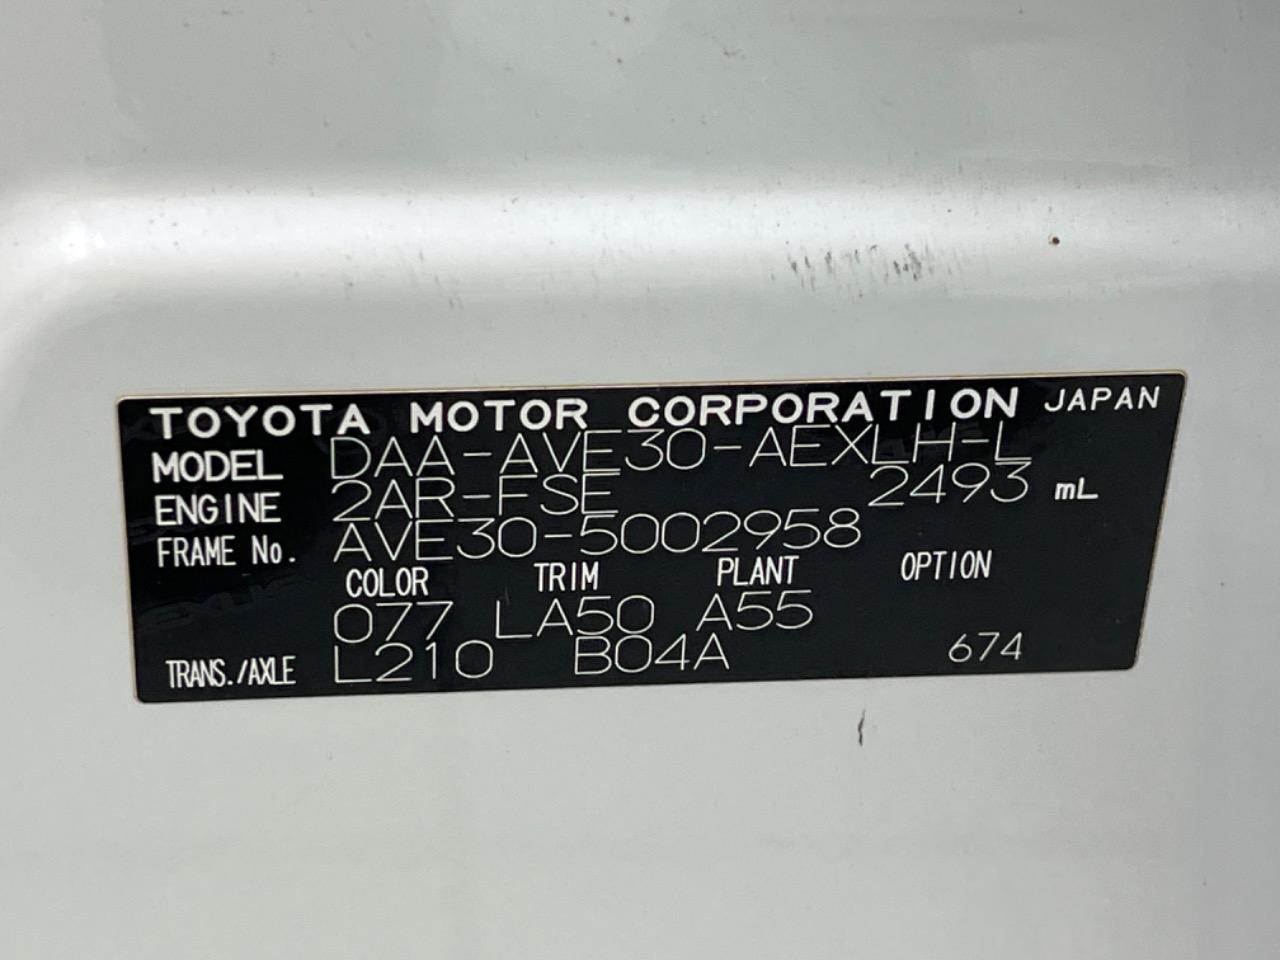 TOYOTA MOTOR CORPORATION JAPAN
MODEL DAA-AVE30-AEXLH-L
ENGINE 2AR-FSE 2493 mL
FRAME No. AVE30-5002958
COLOR TRIM PLANT OPTION
077 LA50 A55
TRANS./AXLE L210 B04A 674